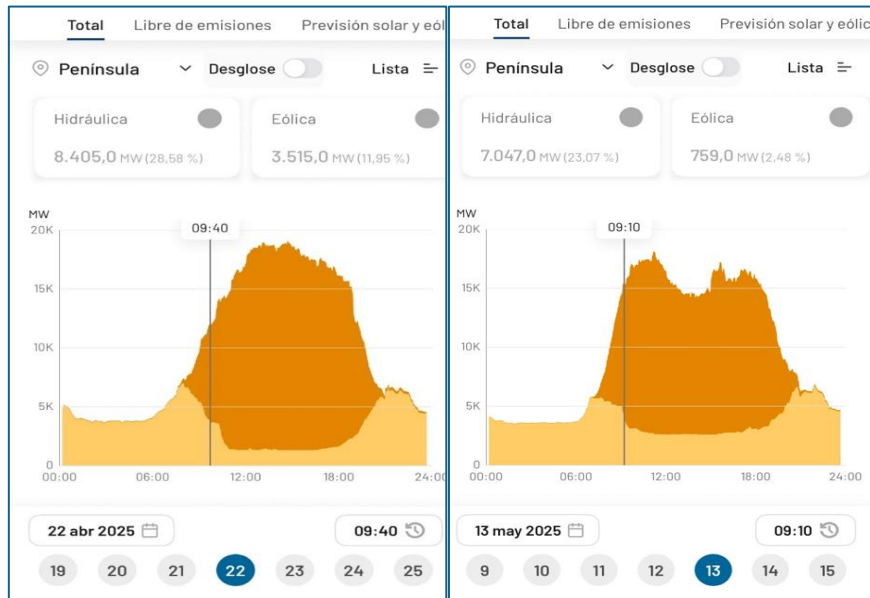 Total Libre de emisiones Previsión solar y eól
Península Desglose Lista
Hidráulica Eólica
8.405,0 MW (28,58 %) 3.515,0 MW (11,95 %)
MW
20K
09:40
15K
10K
5K
0
00:00 06:00 12:00 18:00 24:00
22 abr 2025 09:40
19 20 21 22 23 24 25
Total Libre de emisiones Previsión solar y eólic
Península Desglose Lista
Hidráulica Eólica
7.047,0 MW (23,07 %) 759,0 MW (2,48 %)
MW
20K
09:10
15K
10K
5K
0
00:00 06:00 12:00 18:00 24:00
13 may 2025 09:10
9 10 11 12 13 14 15